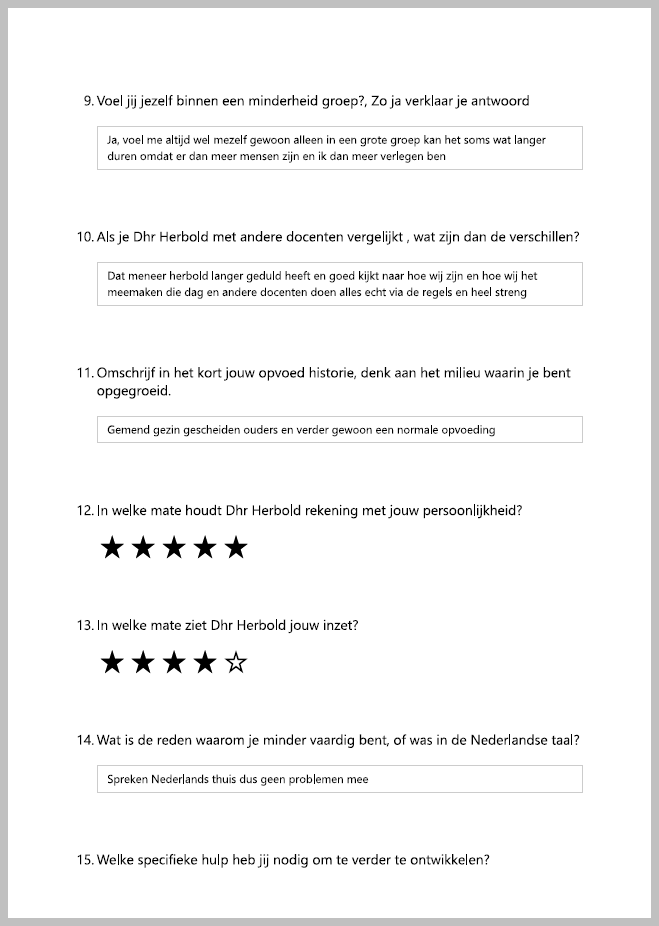 9. Voel jij jezelf binnen een minderheid groep?, Zo ja verklaar je antwoord
Ja, voel me altijd wel mezelf gewoon alleen in een grote groep kan het soms wat langer
duren omdat er dan meer mensen zijn en ik dan meer verlegen ben
10. Als je Dhr Herbold met andere docenten vergelijkt , wat zijn dan de verschillen?
Dat meneer herbold langer geduld heeft en goed kijkt naar hoe wij zijn en hoe wij het
meemaken die dag en andere docenten doen alles echt via de regels en heel streng
11. Omschrijf in het kort jouw opvoed historie, denk aan het milieu waarin je bent
opgegroeid.
Gemend gezin gescheiden ouders en verder gewoon een normale opvoeding
12. In welke mate houdt Dhr Herbold rekening met jouw persoonlijkheid?
13. In welke mate ziet Dhr Herbold jouw inzet?
14. Wat is de reden waarom je minder vaardig bent, of was in de Nederlandse taal?
Spreken Nederlands thuis dus geen problemen mee
15. Welke specifieke hulp heb jij nodig om te verder te ontwikkelen?